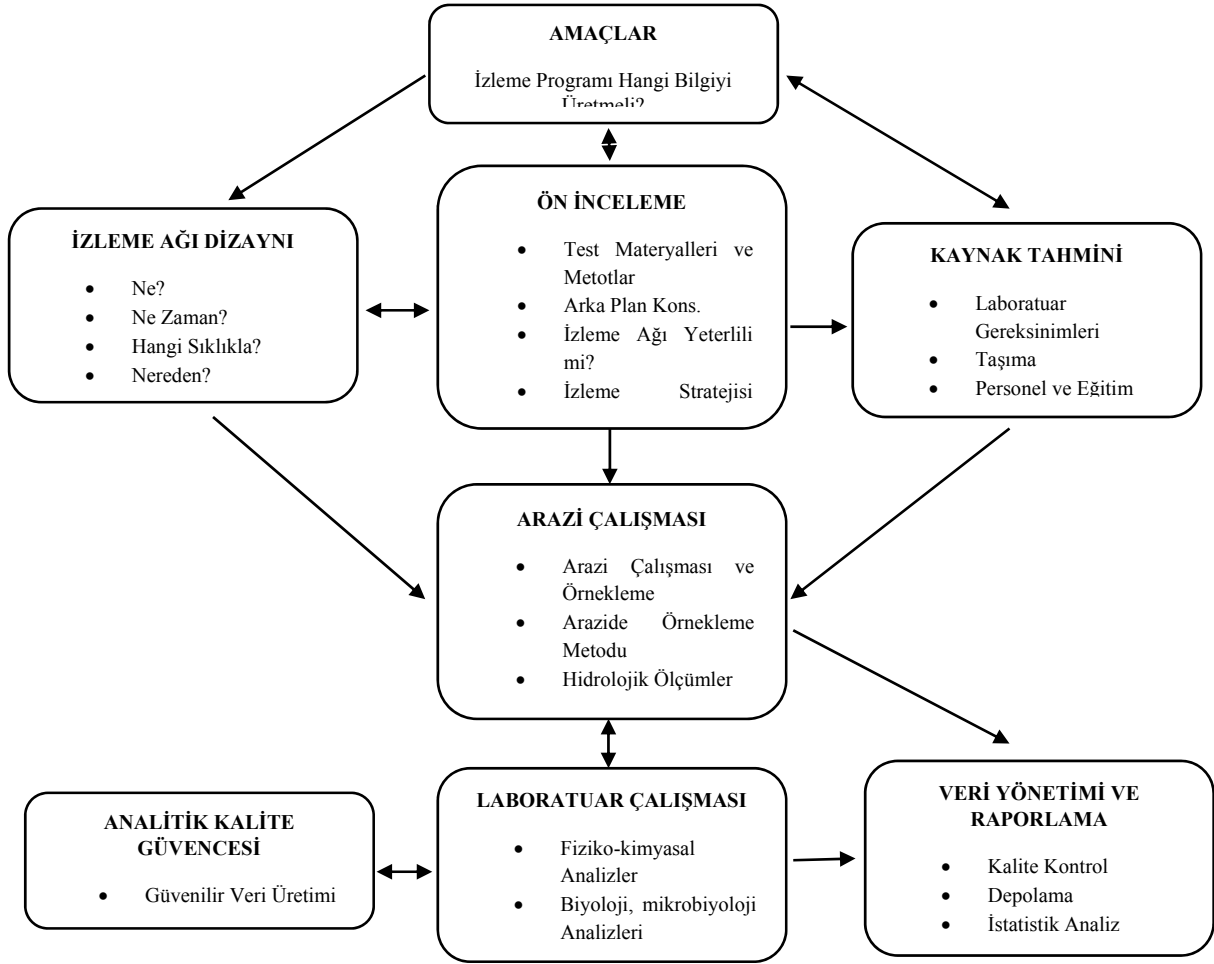 AMAÇLAR
İzleme Programı Hangi Bilgiyi
Üretmeli?
ÖN İNCELEME
• Test Materyalleri ve
Metotlar
• Arka Plan Kons.
• İzleme Ağı Yeterlili
mi?
• İzleme Stratejisi
İZLEME AĞI DİZAYNI
• Ne?
• Ne Zaman?
• Hangi Sıklıkla?
• Nereden?
KAYNAK TAHMİNİ
• Laboratuar
Gereksinimleri
• Taşıma
• Personel ve Eğitim
ARAZİ ÇALIŞMASI
• Arazi Çalışması ve
Örnekleme
• Arazide Örnekleme
Metodu
• Hidrolojik Ölçümler
ANALİTİK KALİTE
GÜVENCESİ
• Güvenilir Veri Üretimi
LABORATUAR ÇALIŞMASI
• Fiziko-kimyasal
Analizler
• Biyoloji, mikrobiyoloji
Analizleri
VERİ YÖNETİMİ VE
RAPORLAMA
• Kalite Kontrol
• Depolama
• İstatistik Analiz